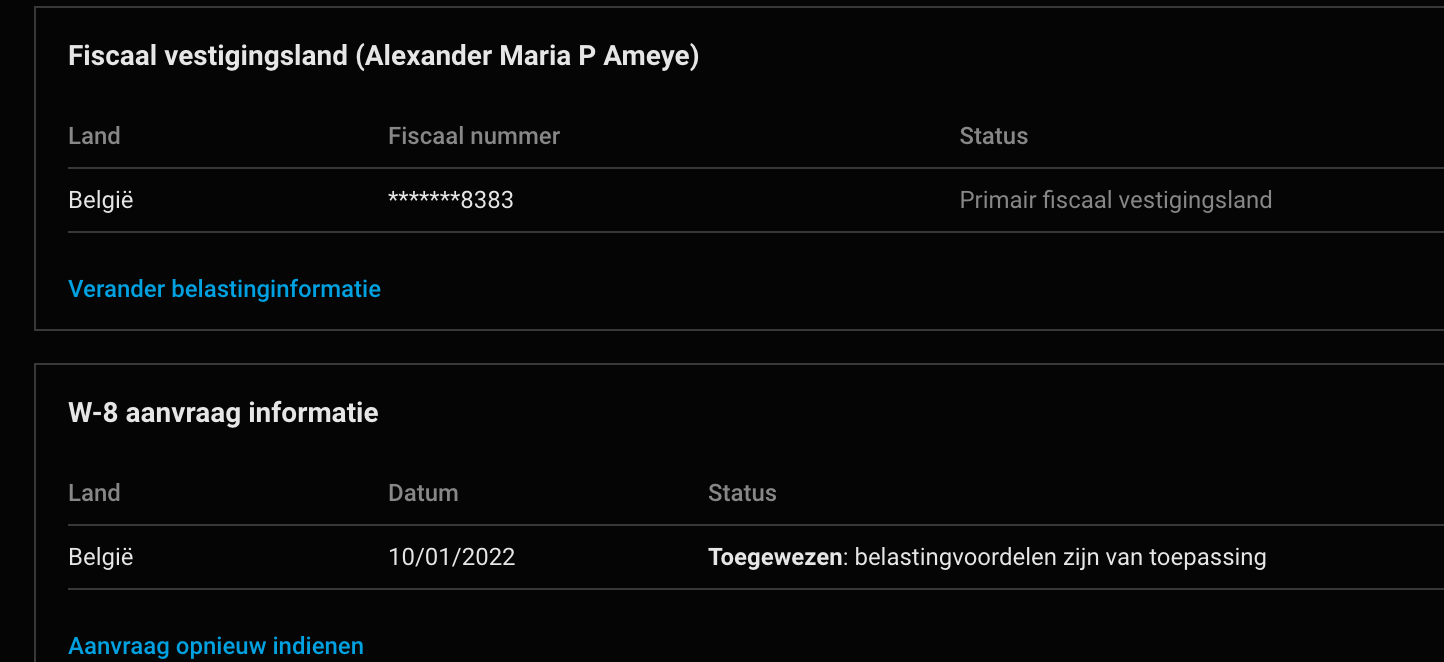 Fiscaal vestigingsland (Alexander Maria P Ameye)
Land Fiscaal nummer Status
België *******8383 Primair fiscaal vestigingsland
Verander belastinginformatie
W-8 aanvraag informatie
Land Datum Status
België 10/01/2022 Toegewezen: belastingvoordelen zijn van toepassing
Aanvraag opnieuw indienen